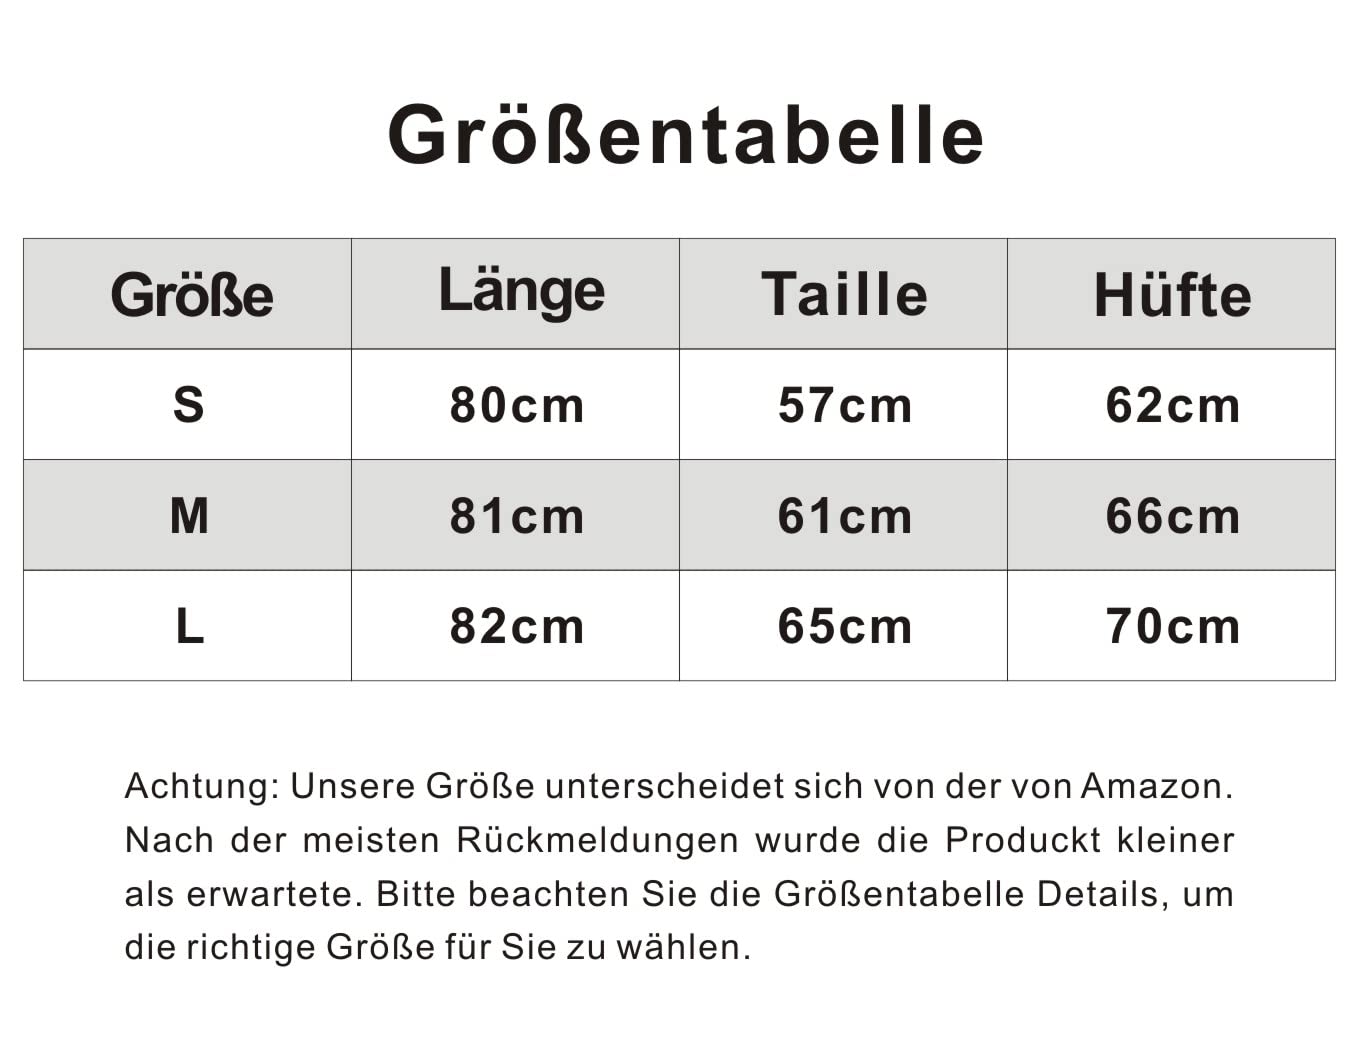 Größentabelle
Größe Länge Taille Hüfte
S 80cm 57cm 62cm
M 81cm 61cm 66cm
L 82cm 65cm 70cm
Achtung: Unsere Größe unterscheidet sich von der von Amazon.
Nach der meisten Rückmeldungen wurde die Produckt kleiner
als erwartete. Bitte beachten Sie die Größentabelle Details, um
die richtige Größe für Sie zu wählen.